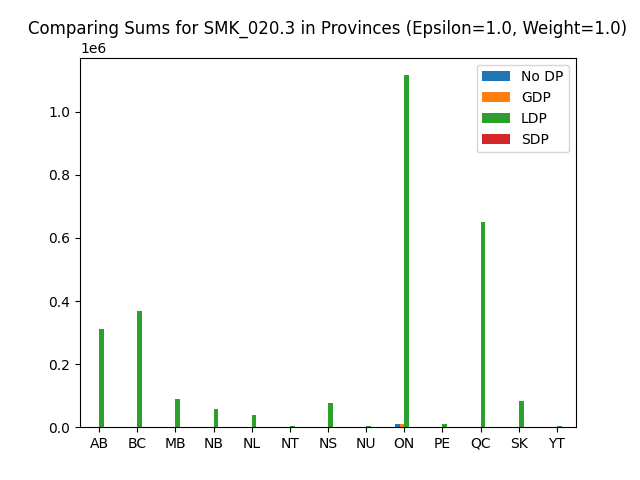 Comparing Sums for SMK_020.3 in Provinces (Epsilon=1.0, Weight=1.0)
1e6
No DP
GDP
LDP
SDP
1.0
0.8
0.6
0.4
0.2
0.0
AB BC MB NB NL NT NS NU ON PE QC SK YT